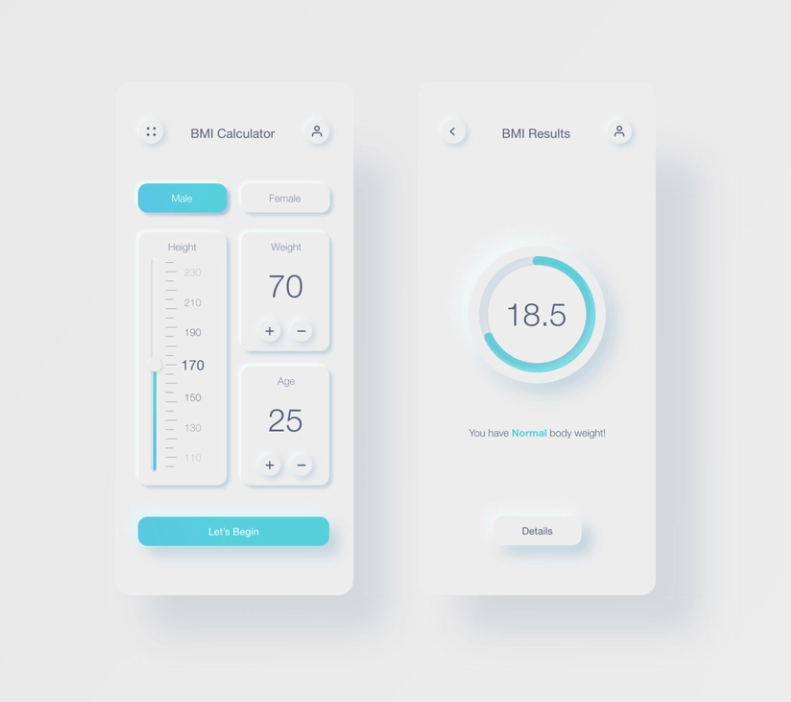 BMI Calculator
Male
Female
Height
230
210
190
170
150
130
110
Weight
70
+ −
Age
25
+ −
Let's Begin
BMI Results
18.5
You have Normal body weight!
Details